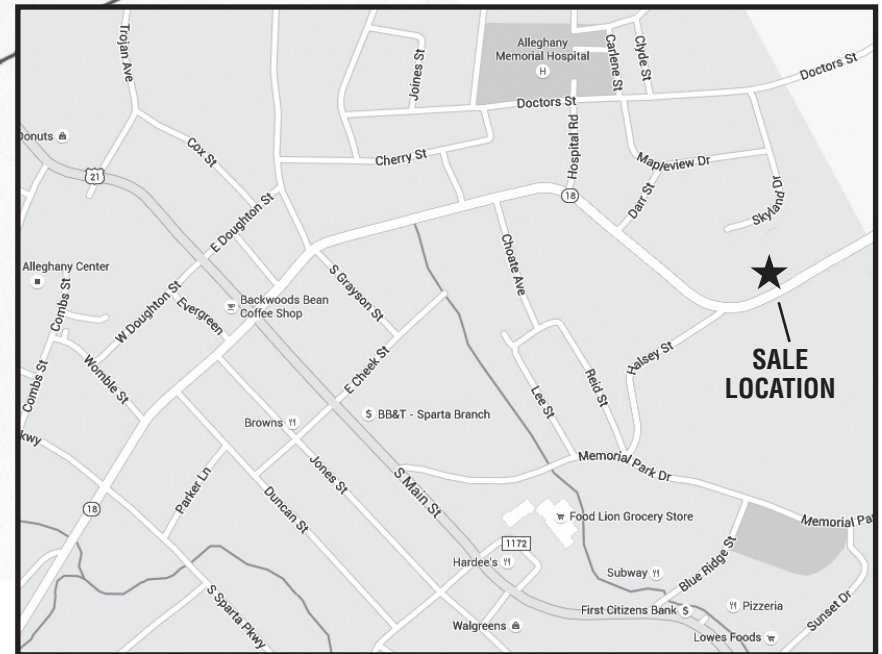 Trojan Ave
Joines St
Alleghany
Memorial Hospital
H
Carlene St
Clyde St
Doctors St
Doctors St
Donuts
Cox St
21
Cherry St
Hospital Rd
Mapleview Dr
18
Darr St
Skyland Dr
E Doughton St
Alleghany Center
Combs St
W Doughton St
Evergreen
Backwoods Bean
Coffee Shop
S Grayson St
Choate Ave
SALE
LOCATION
Halsey St
Combs St
Womble St
E Cheek St
Reid St
Lee St
$ BB&T - Sparta Branch
Browns
kwy
Jones St
S Main St
Memorial Park Dr
Parker Ln
Duncan St
18
Food Lion Grocery Store
Memorial Pa
1172
Hardee's
Subway
Blue Ridge St
S Sparta Pkwy
First Citizens Bank $
Pizzeria
Sunset Dr
Walgreens
Lowes Foods